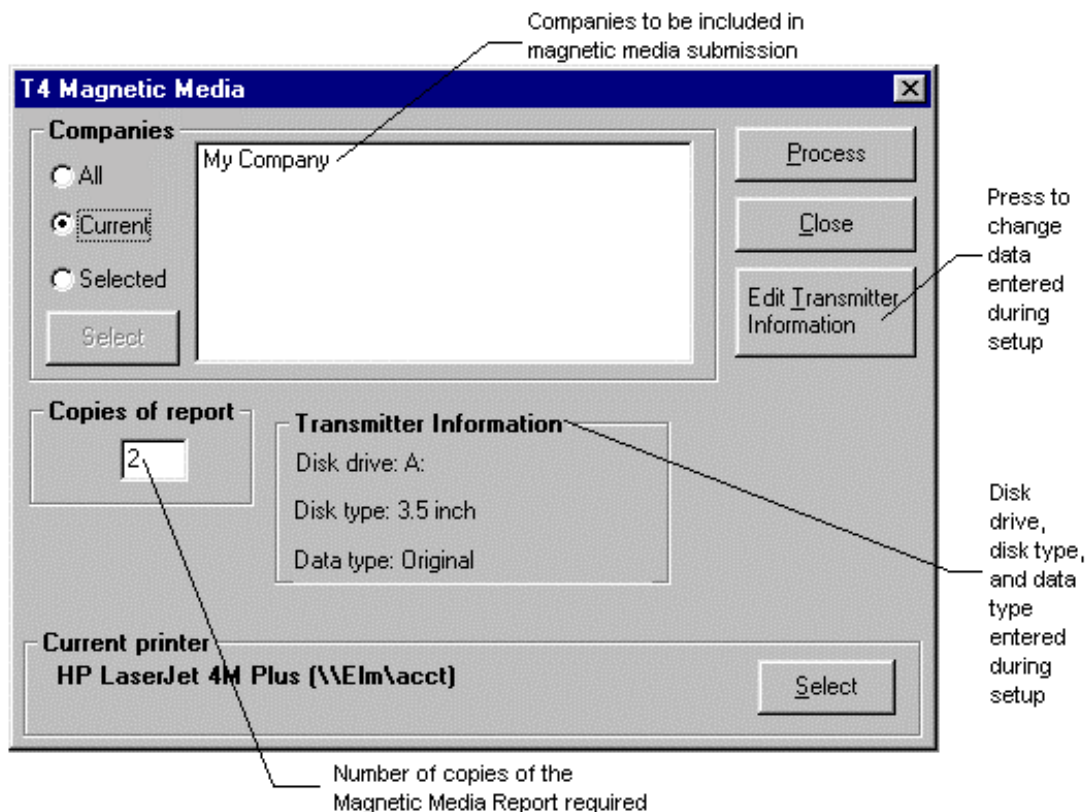 Companies to be included in
magnetic media submission
T4 Magnetic Media
Companies
All
Current
Selected
Select
My Company
Process
Close
Edit Transmitter
Information
Press to
change
data
entered
during
setup
Copies of report
2
Transmitter Information
Disk drive: A:
Disk type: 3.5 inch
Data type: Original
Disk
drive,
disk type,
and data
type
entered
during
setup
Current printer
HP LaserJet 4M Plus (\\Elm\acct)
Select
Number of copies of the
Magnetic Media Report required